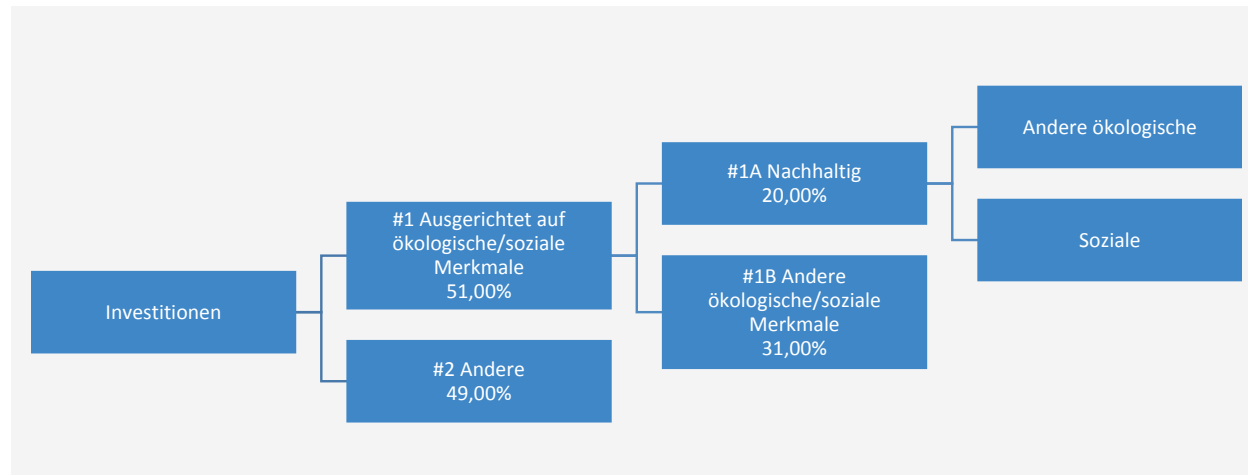 Investitionen
#1 Ausgerichtet auf
ökologische/soziale
Merkmale
51,00%
#2 Andere
49,00%
#1A Nachhaltig
20,00%
#1B Andere
ökologische/soziale
Merkmale
31,00%
Andere ökologische
Soziale